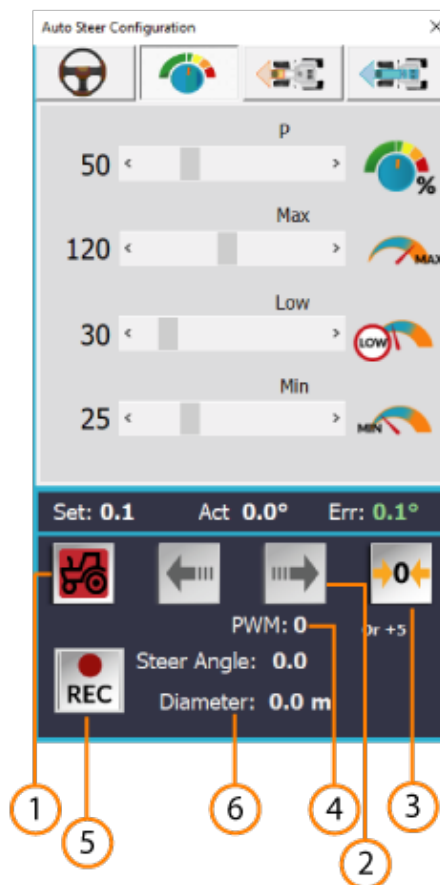 Auto Steer Configuration ×
P
50 < >
%
Max
120 < >
MAX
Low
30 < >
LOW
Min
25 < >
MIN
Set: 0.1 Act 0.0° Err: 0.1°
0
PWM: 0 Or +5
Steer Angle: 0.0
REC
Diameter: 0.0 m
1 6 4 3
5 2